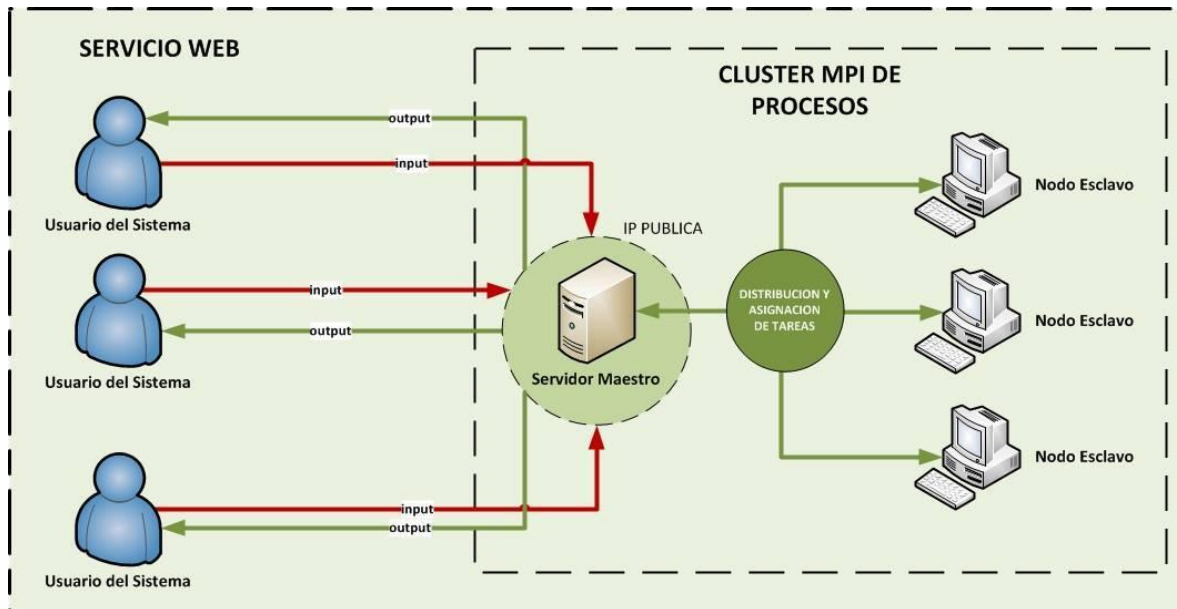 SERVICIO WEB
CLUSTER MPI DE
PROCESOS
output
input
Usuario del Sistema
input
output
Usuario del Sistema
input
output
Usuario del Sistema
IP PUBLICA
Servidor Maestro
DISTRIBUCION Y
ASIGNACION
DE TAREAS
Nodo Esclavo
Nodo Esclavo
Nodo Esclavo